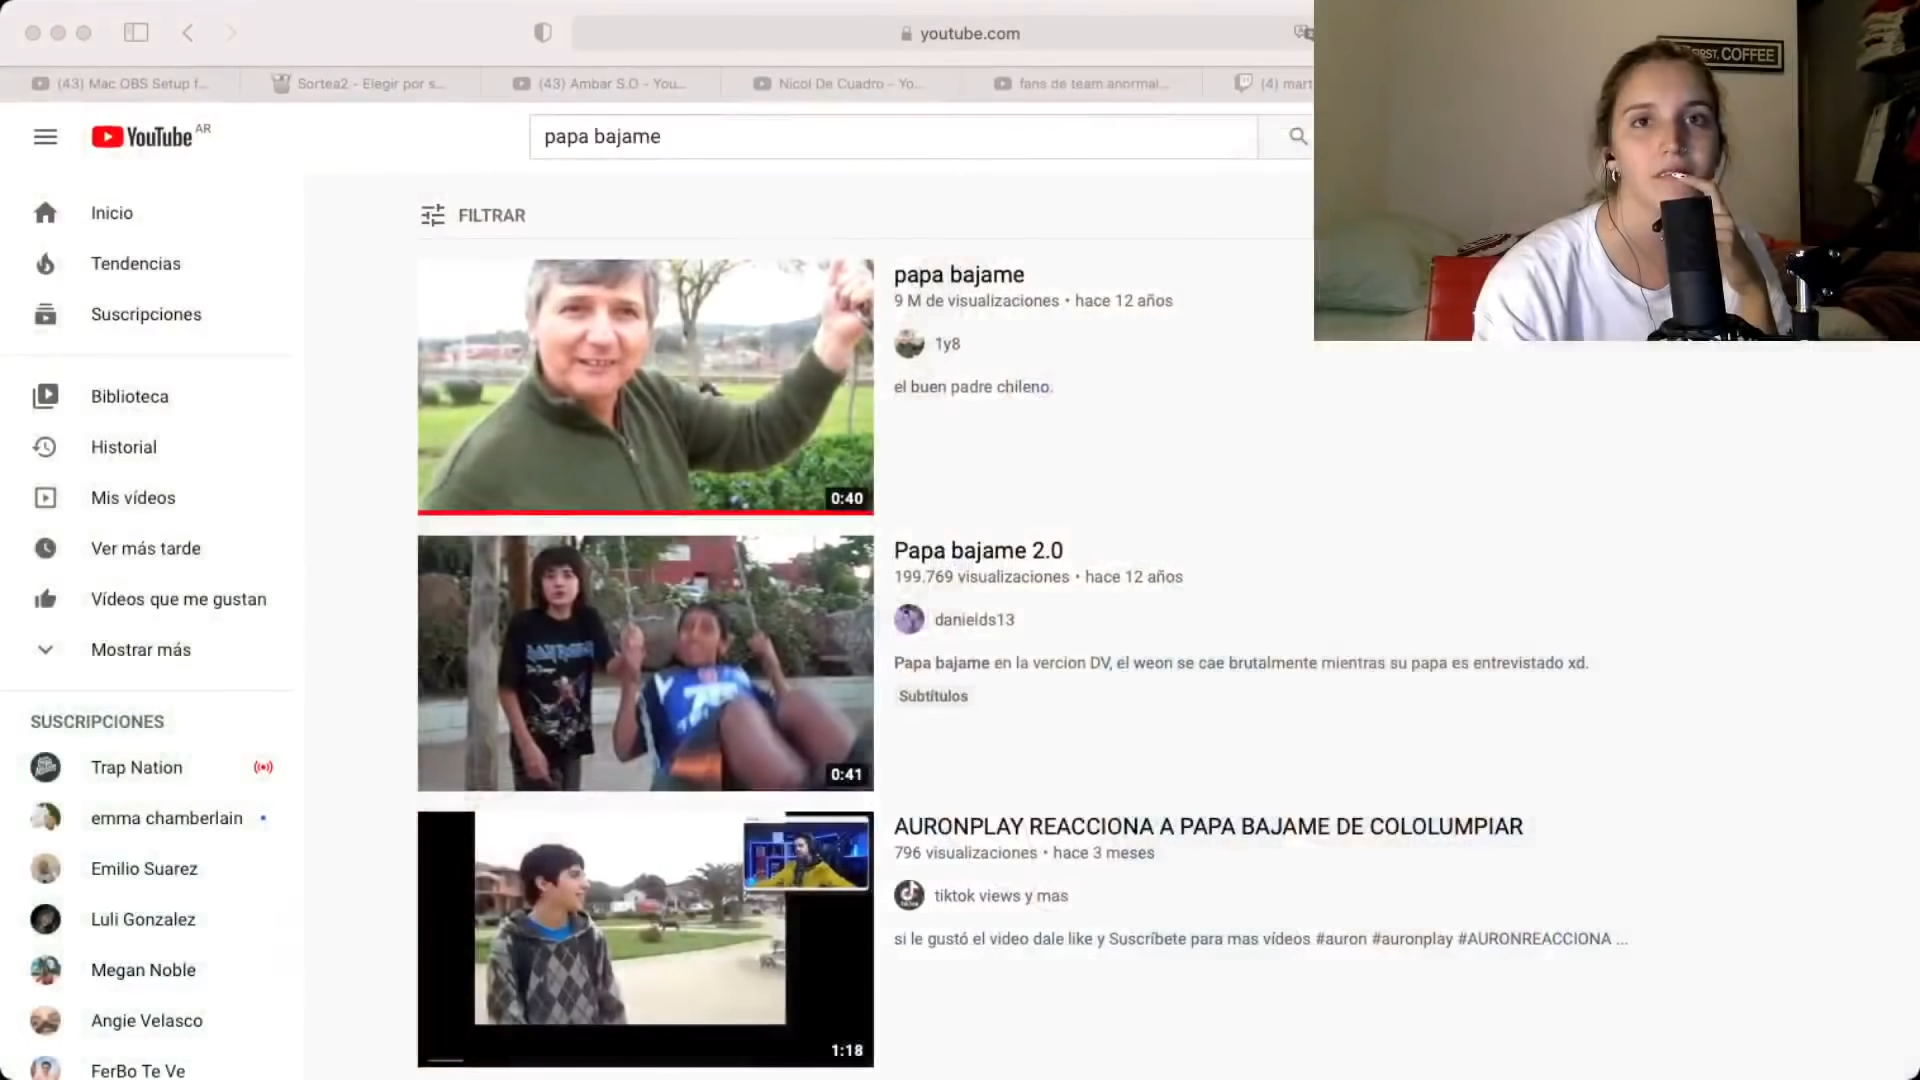 youtube.com
(43) Mac OBS Setup f...
Sortea2 - Elegir por s...
(43) Ambar S.O - You...
Nicol De Cuadro - Yo...
fans de team anormal...
(4) mart
YouTube AR
papa bajame
FIRST, COFFEE
Inicio
Tendencias
Suscripciones
Biblioteca
Historial
Mis vídeos
Ver más tarde
Vídeos que me gustan
Mostrar más
SUSCRIPCIONES
Trap Nation
emma chamberlain
Emilio Suarez
Luli Gonzalez
Megan Noble
Angie Velasco
FerBo Te Ve
FILTRAR
0:40
papa bajame
9 M de visualizaciones • hace 12 años
1y8
el buen padre chileno.
0:41
Papa bajame 2.0
199.769 visualizaciones • hace 12 años
danields13
Papa bajame en la vercion DV, el weon se cae brutalmente mientras su papa es entrevistado xd.
Subtítulos
1:18
AURONPLAY REACCIONA A PAPA BAJAME DE COLOLUMPIAR
796 visualizaciones • hace 3 meses
tiktok views y mas
si le gustó el video dale like y Suscríbete para mas vídeos #auron #auronplay #AURONREACCIONA ...